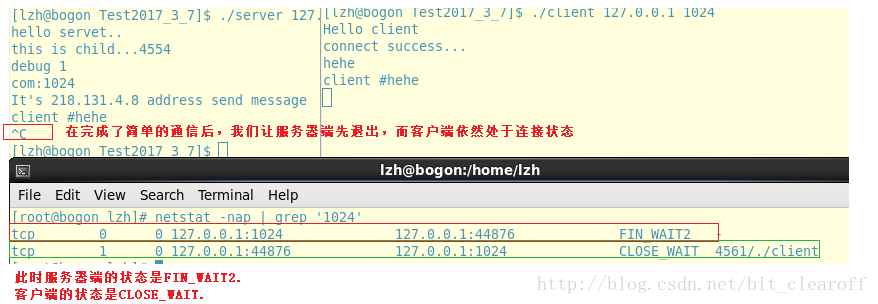 [lzh@bogon Test2017_3_7]$ ./server 127.
hello servet..
this is child...4554
debug 1
com:1024
It's 218.131.4.8 address send message
client #hehe
^C
[lzh@bogon Test2017_3_7]$
[lzh@bogon Test2017_3_7]$ ./client 127.0.0.1 1024
Hello client
connect success...
hehe
client #hehe
在完成了简单的通信后，我们让服务器端先退出，而客户端依然处于连接状态
lzh@bogon:/home/lzh
File Edit View Search Terminal Help
[root@bogon lzh]# netstat -nap | grep '1024'
tcp 0 0 127.0.0.1:1024 127.0.0.1:44876 FIN_WAIT2 -
tcp 1 0 127.0.0.1:44876 127.0.0.1:1024 CLOSE_WAIT 4561/./client
此时服务器端的状态是FIN_WAIT2.
客户端的状态是CLOSE_WAIT.
http://blog.csdn.net/bit_clearoff